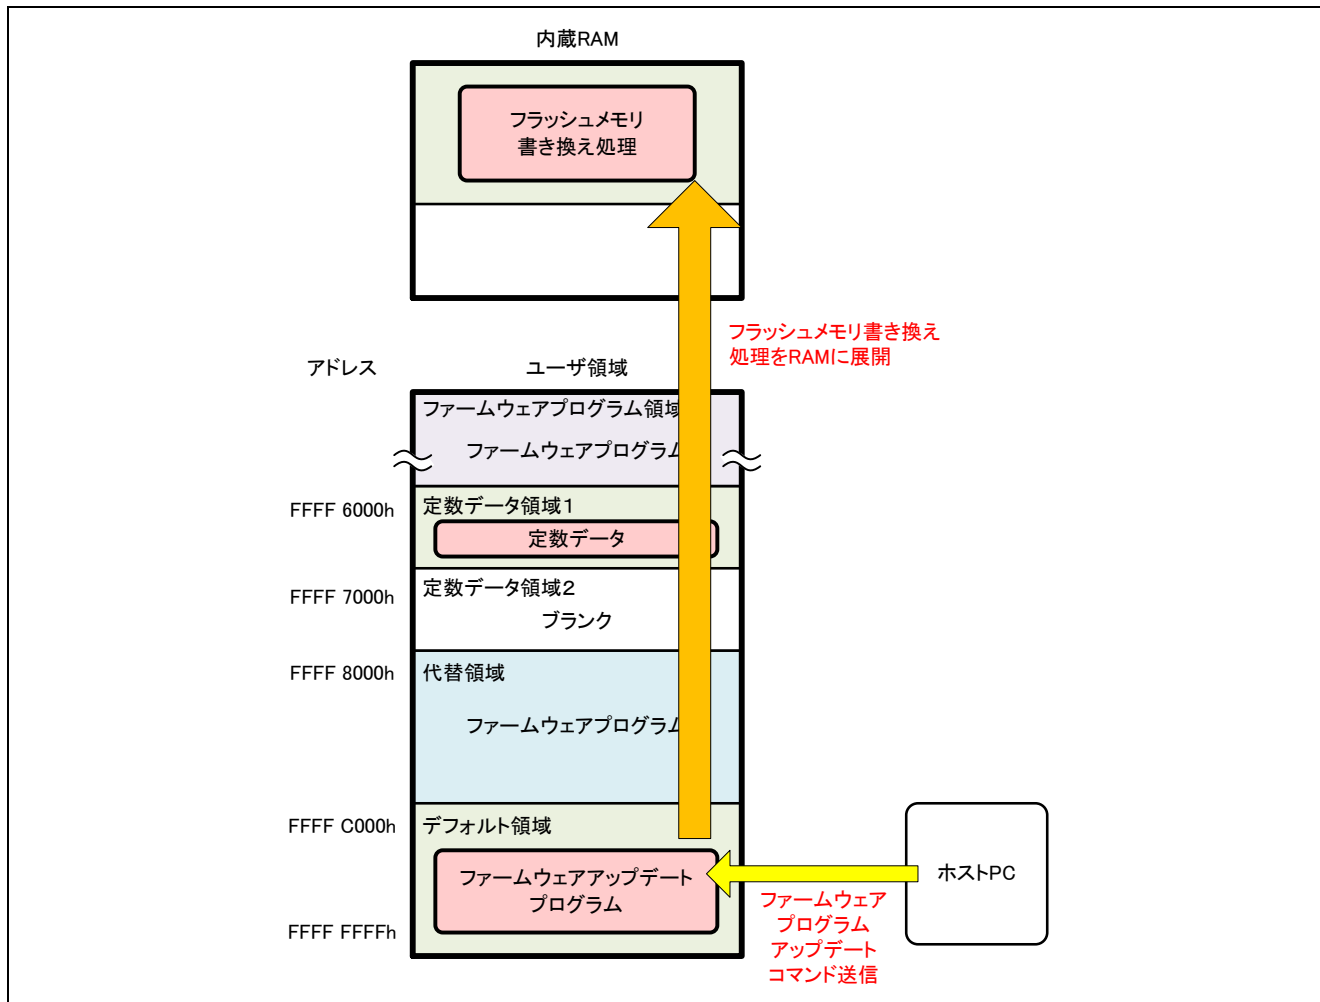 内蔵RAM
フラッシュメモリ
書き換え処理
フラッシュメモリ書き換え
処理をRAMに展開
アドレス
ユーザ領域
ファームウェアプログラム領域
ファームウェアプログラム
FFFF 6000h
定数データ領域1
定数データ
FFFF 7000h
定数データ領域2
ブランク
FFFF 8000h
代替領域
ファームウェアプログラム
FFFF C000h
デフォルト領域
ファームウェアアップデート
プログラム
ホストPC
FFFF FFFFh
ファームウェア
プログラム
アップデート
コマンド送信